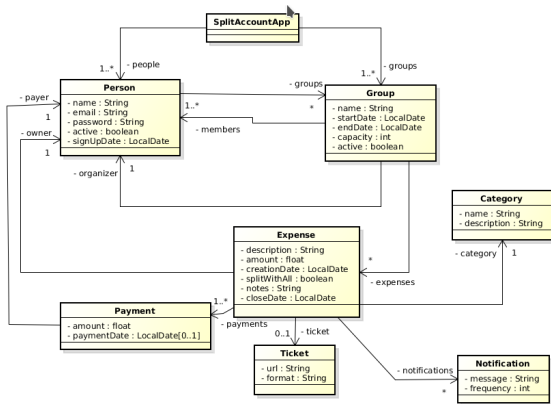 SplitAccountApp
- people
1..*
- groups
1..*
Person
- name : String
- email : String
- password : String
- active : boolean
- signUpDate : LocalDate
- groups
*
Group
- name : String
- startDate : LocalDate
- endDate : LocalDate
- capacity : int
- active : boolean
1..*
- members
- payer
1
- owner
1
- organizer
1
Category
- name : String
- description : String
- category
1
Expense
- description : String
- amount : float
- creationDate : LocalDate
- splitWithAll : boolean
- notes : String
- closeDate : LocalDate
*
- expenses
Payment
- amount : float
- paymentDate : LocalDate[0..1]
1..*
- payments
0..1
- ticket
Ticket
- url : String
- format : String
- notifications
*
Notification
- message : String
- frequency : int